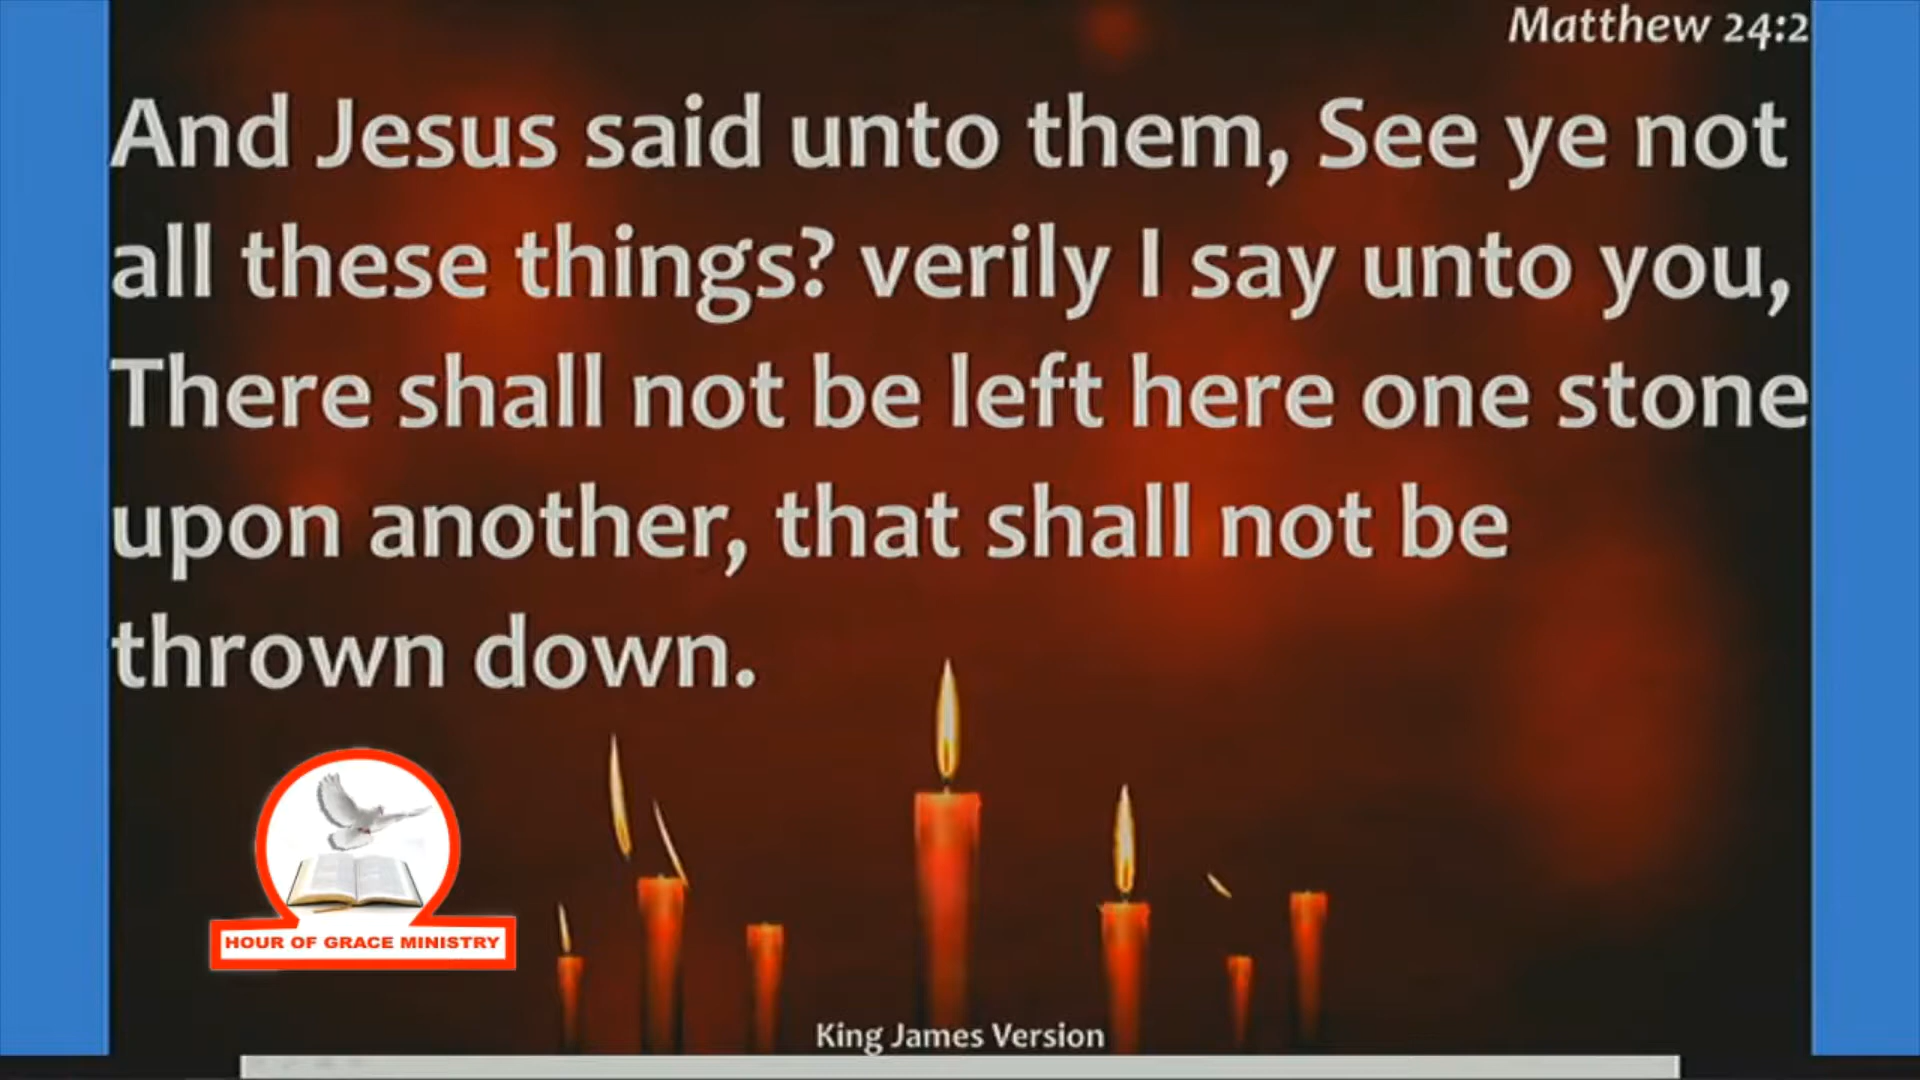 Matthew 24:2
And Jesus said unto them, See ye not
all these things? verily I say unto you,
There shall not be left here one stone
upon another, that shall not be
thrown down.
HOUR OF GRACE MINISTRY
King James Version